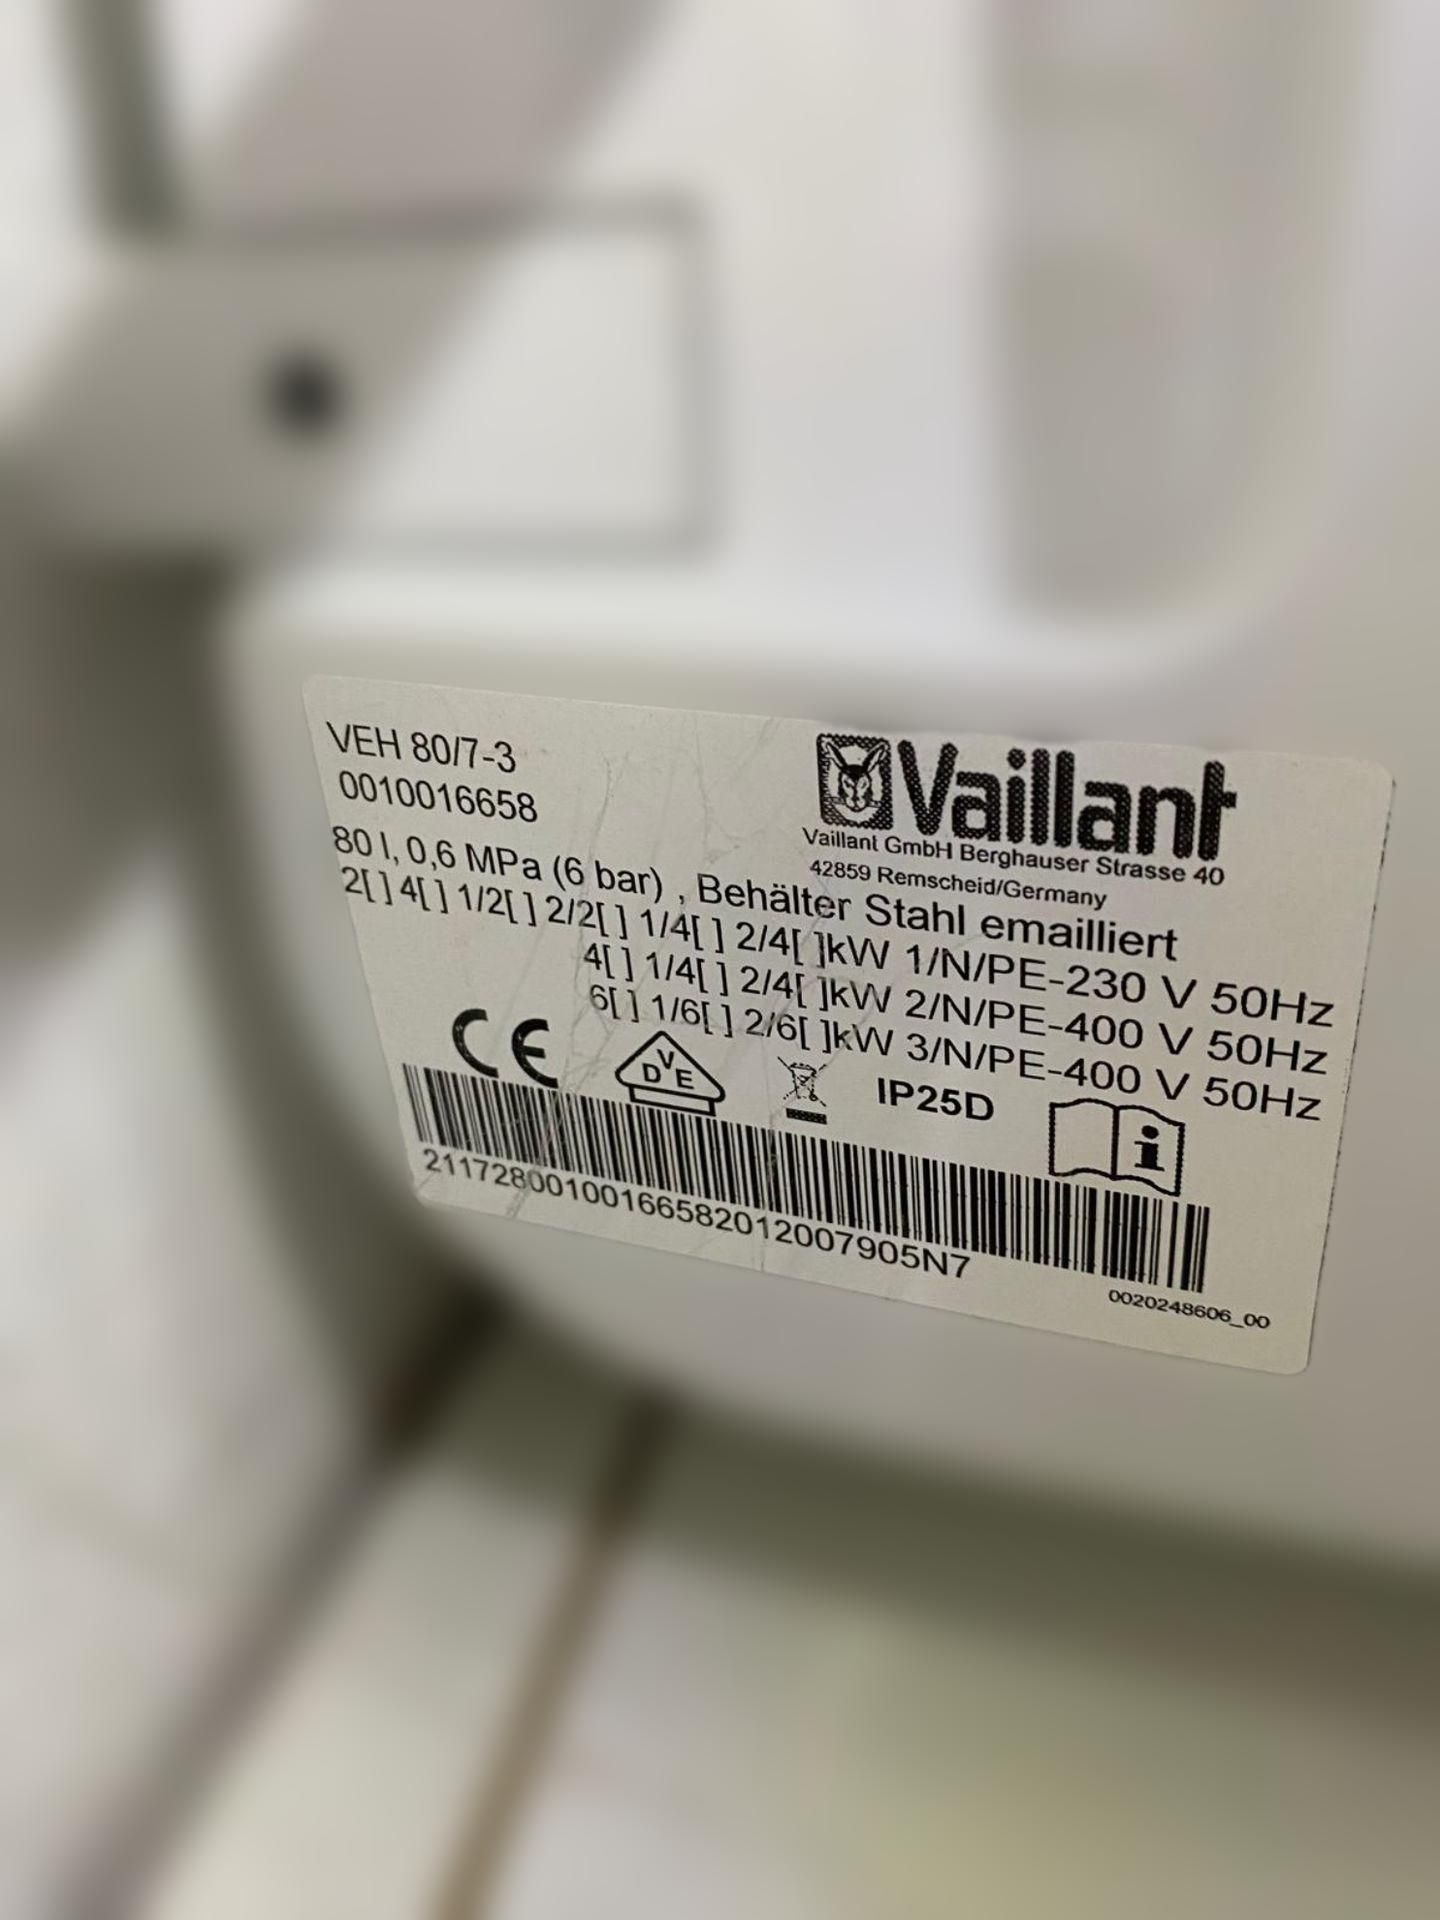 VEH 80/7-3
0010016658
Vaillant
Vaillant GmbH Berghauser Strasse 40
42859 Remscheid/Germany
80 l, 0,6 MPa (6 bar) , Behälter Stahl emailliert
2[ ] 4[ ] 1/2[ ] 2/2[ ] 1/4[ ] 2/4[ ]kW 1/N/PE-230 V 50Hz
4[ ] 1/4[ ] 2/4[ ]kW 2/N/PE-400 V 50Hz
6[ ] 1/6[ ] 2/6[ ]kW 3/N/PE-400 V 50Hz
CE
DVE
IP25D
i
21172800100166582012007905N7
0020248606_00